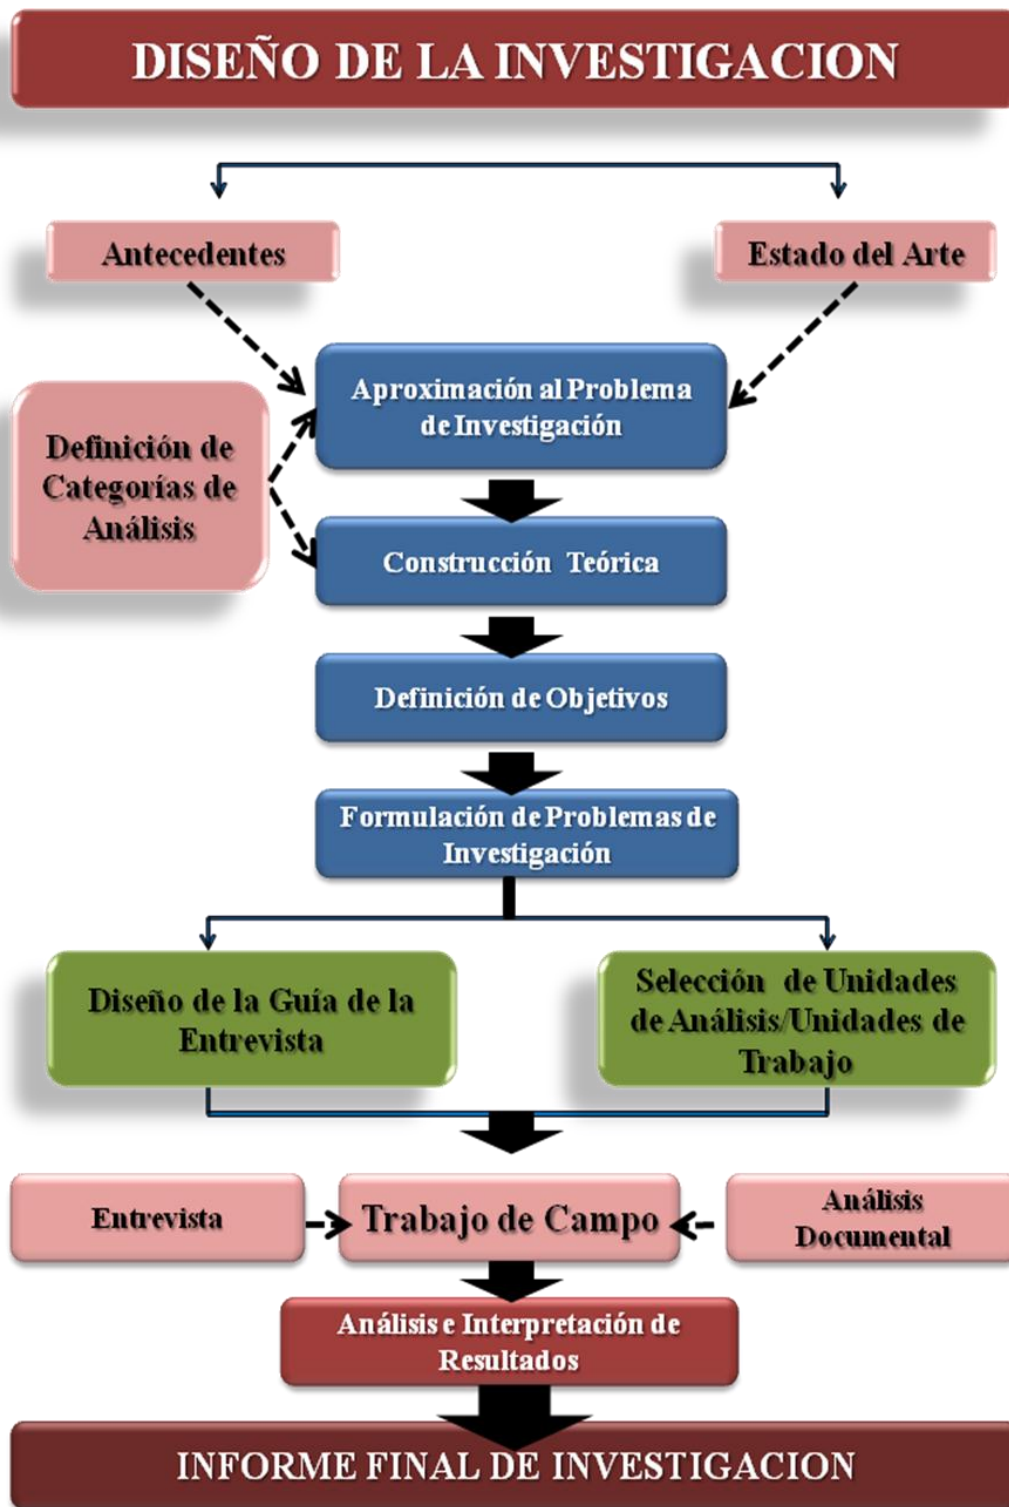 DISEÑO DE LA INVESTIGACION
Antecedentes
Estado del Arte
Aproximación al Problema
de Investigación
Definición de
Categorías de
Análisis
Construcción Teórica
Definición de Objetivos
Formulación de Problemas de
Investigación
Diseño de la Guía de la
Entrevista
Selección de Unidades
de Análisis/Unidades de
Trabajo
Entrevista
Trabajo de Campo
Análisis
Documental
Análisis e Interpretación de
Resultados
INFORME FINAL DE INVESTIGACION